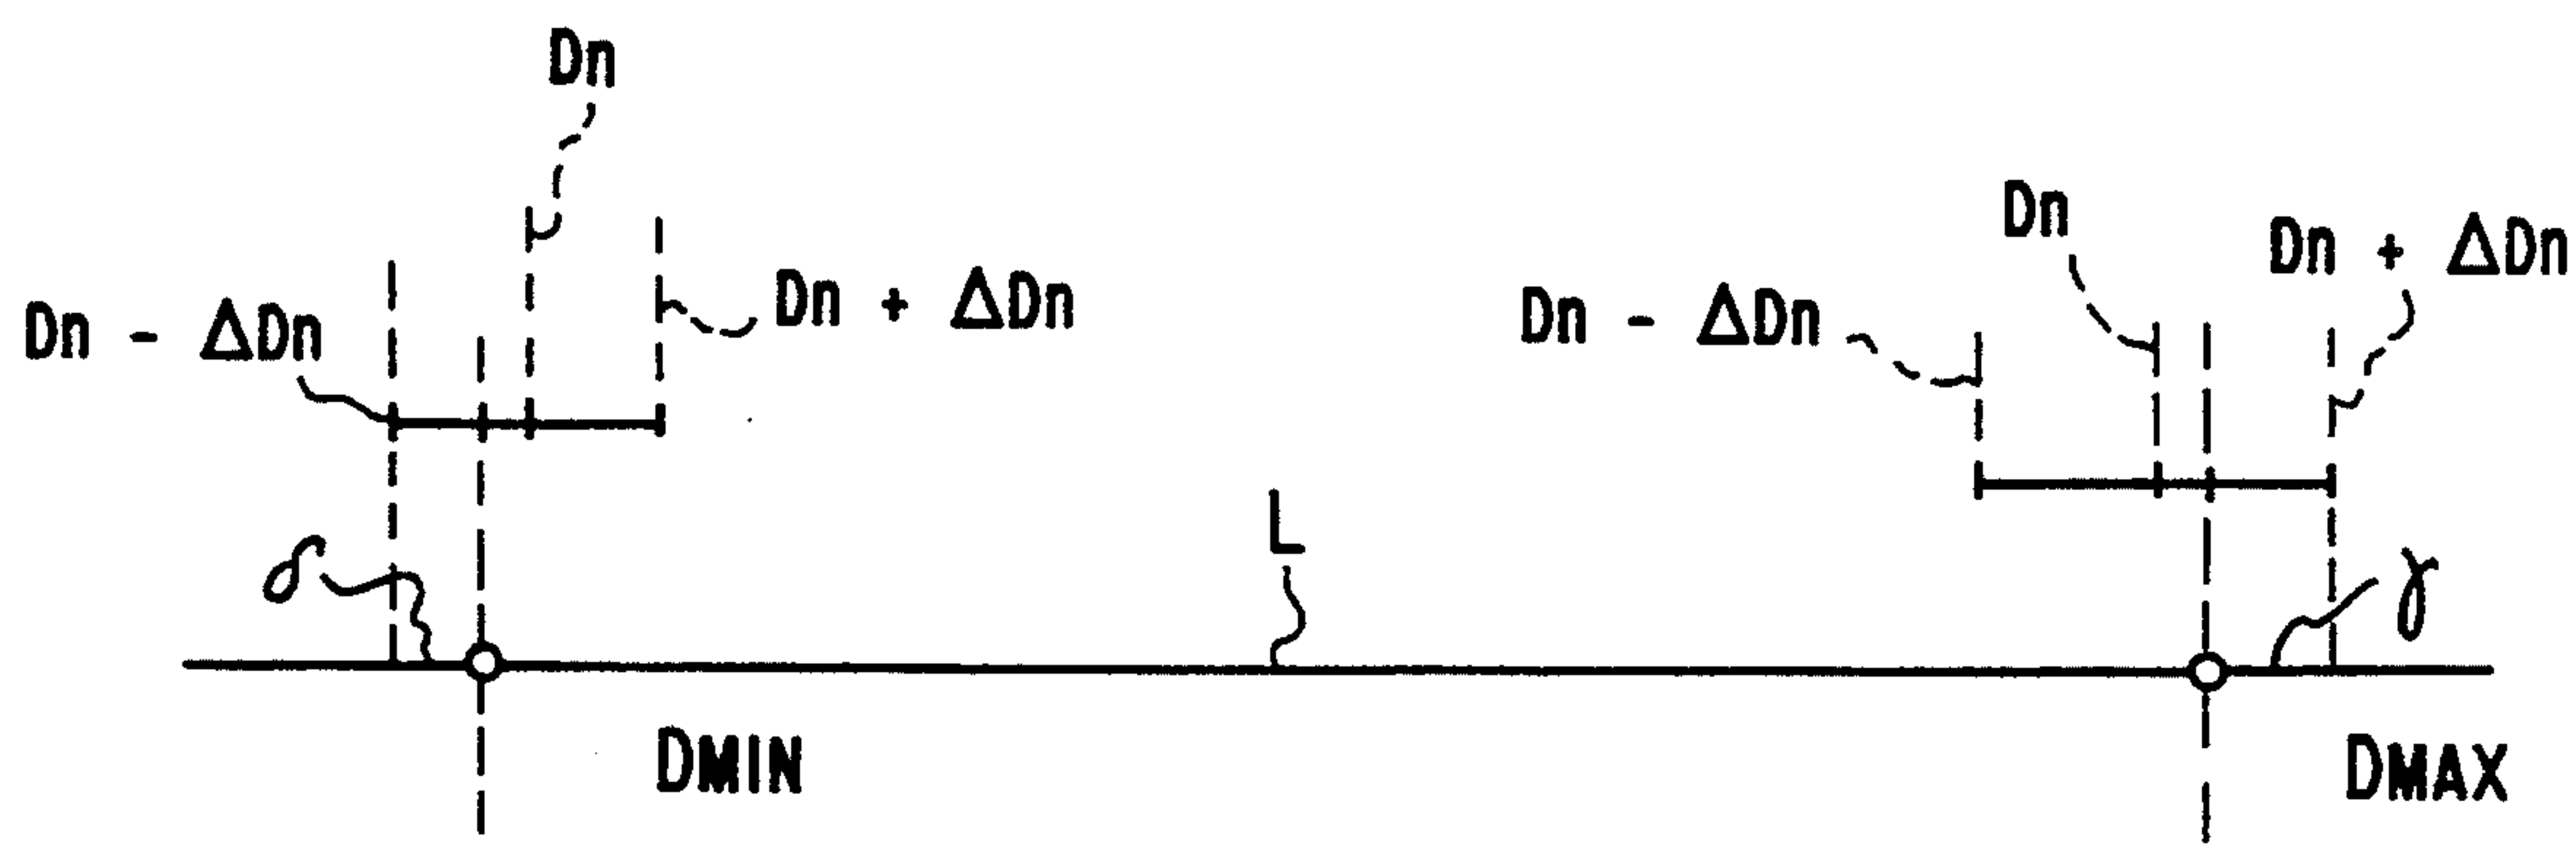 Dn
Dn - ΔDn
Dn + ΔDn
Dn - ΔDn
Dn
Dn + ΔDn
δ
L
γ
DMIN
DMAX